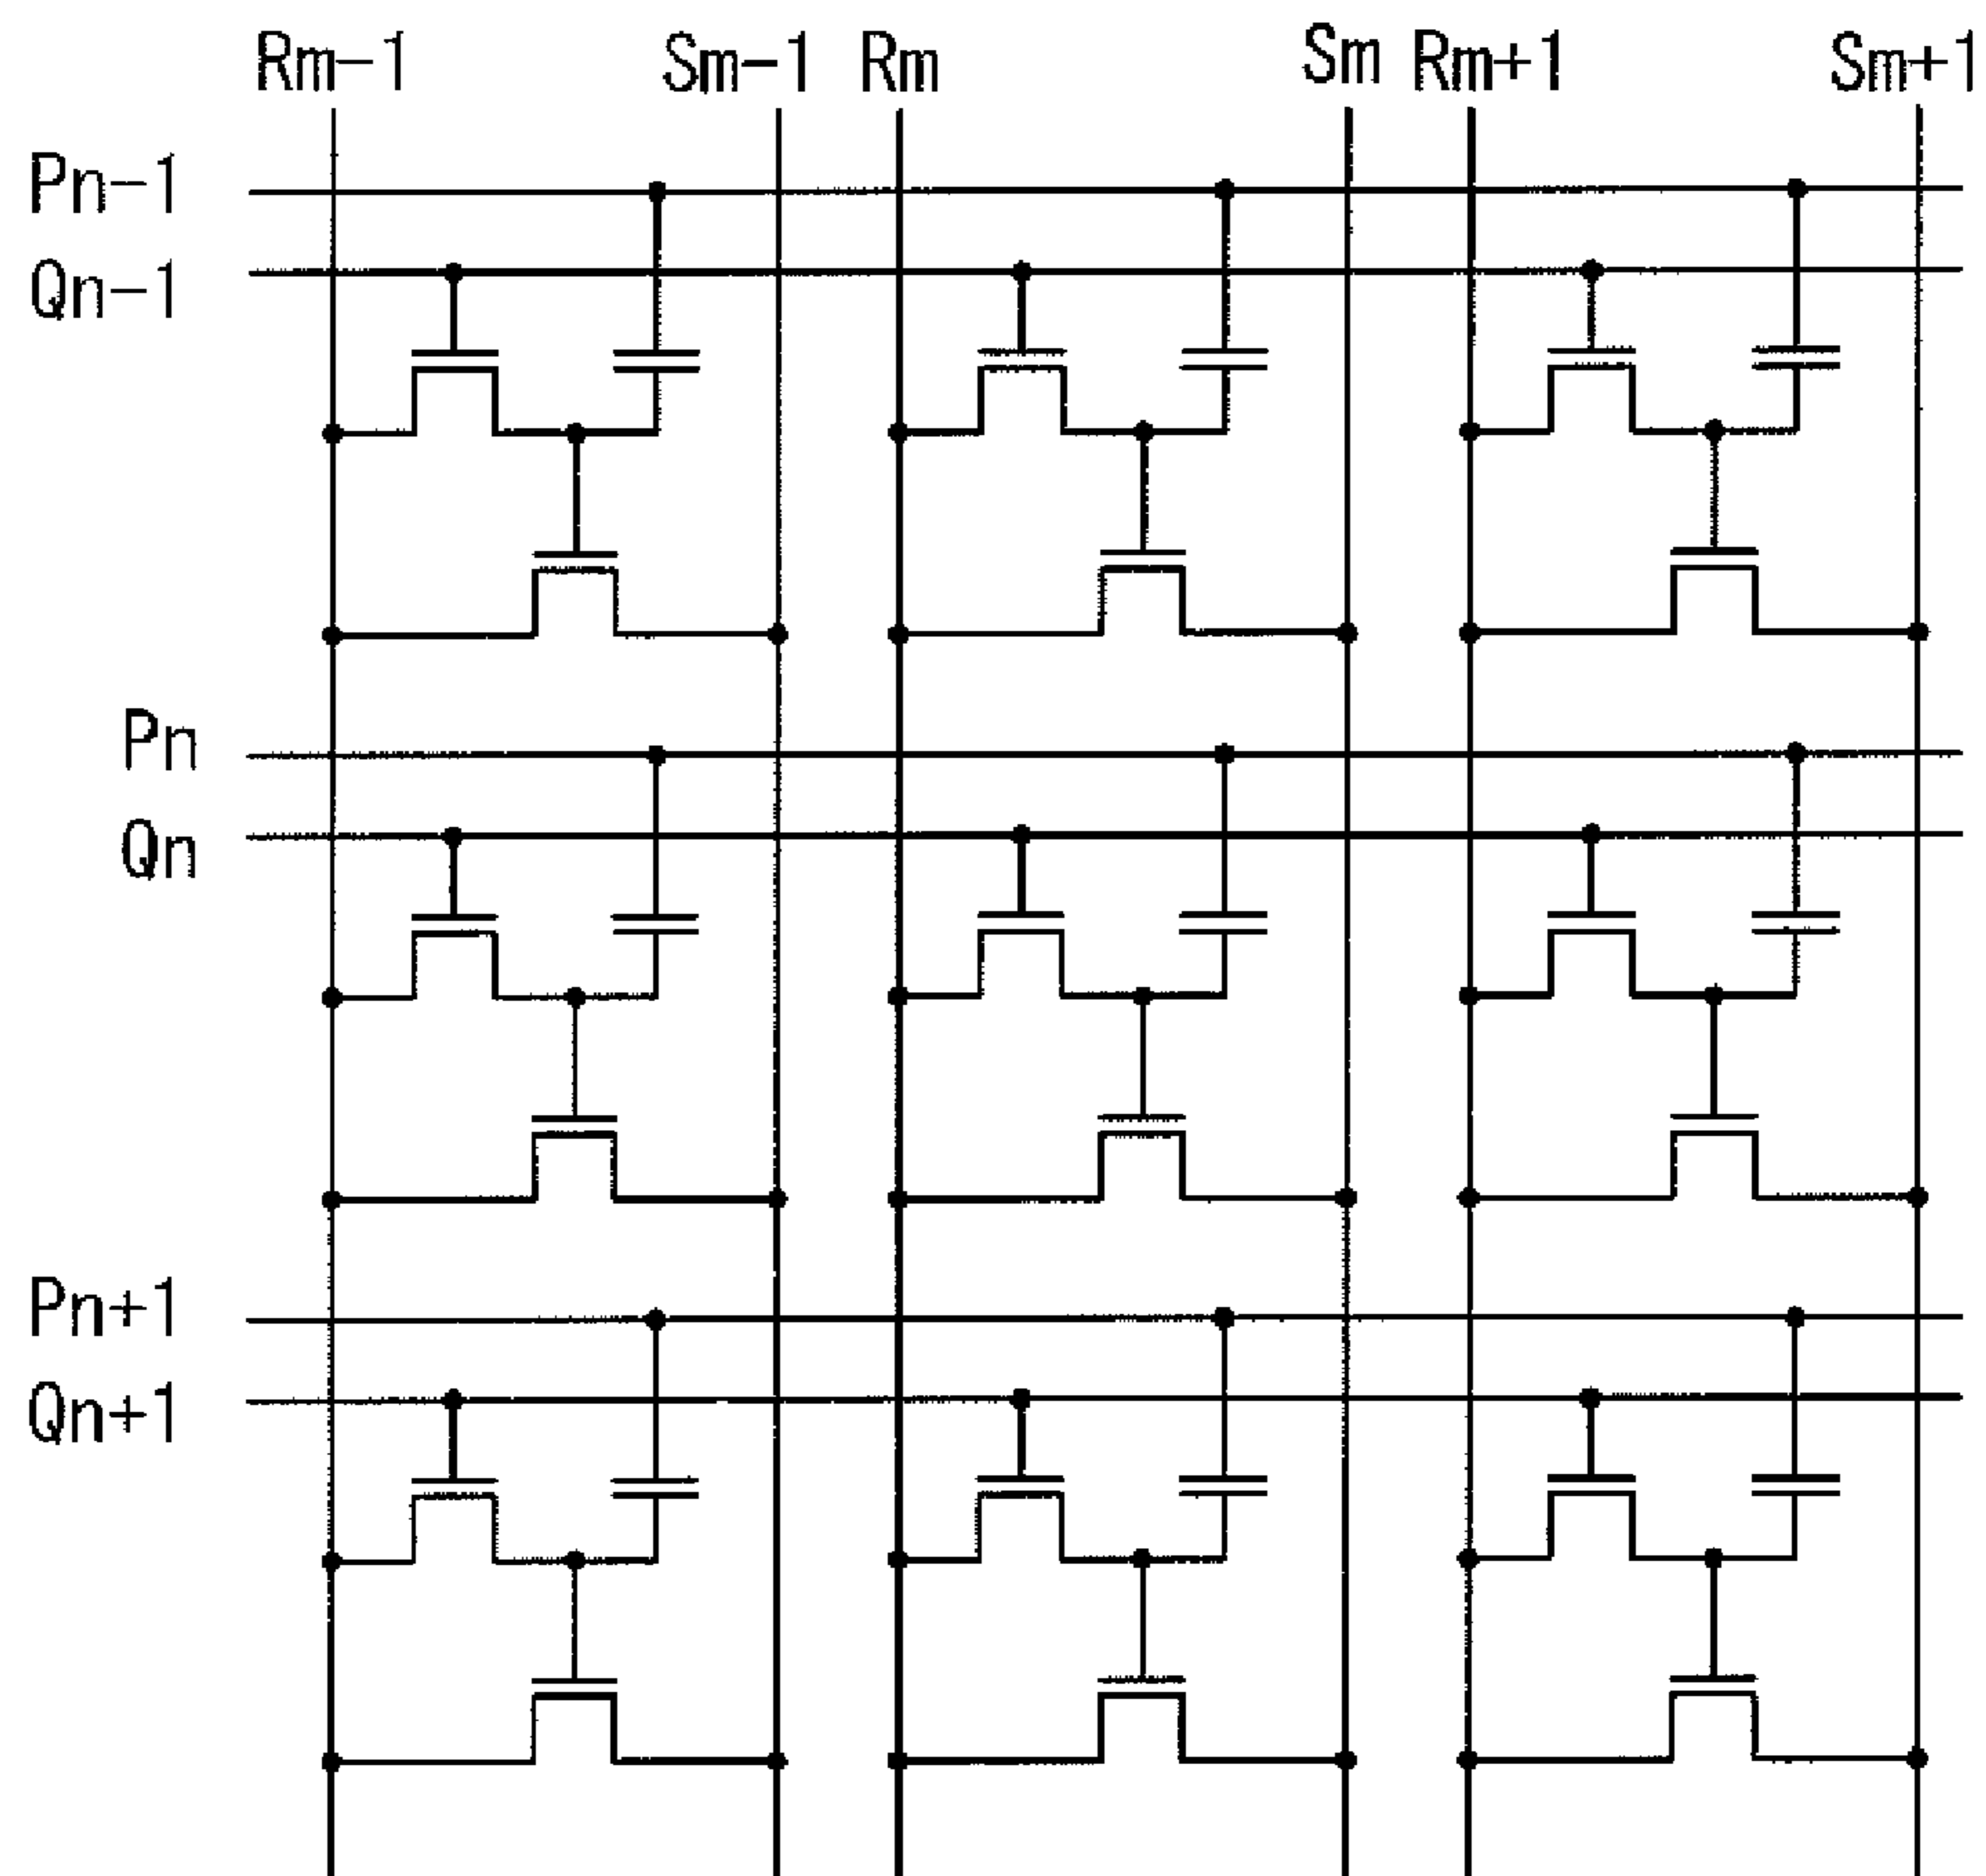 Rm-1 Sm-1 Rm Sm Rm+1 Sm+1
Pn-1
Qn-1
Pn
Qn
Pn+1
Qn+1